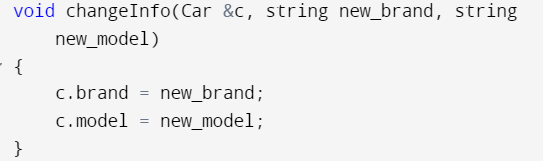 void changeInfo(Car &c, string new_brand, string
    new_model)
{
    c.brand = new_brand;
    c.model = new_model;
}